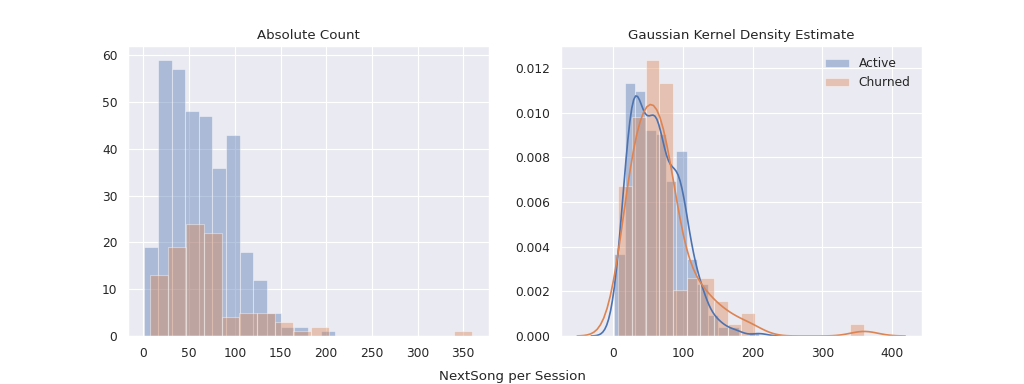 Absolute Count
60
50
40
30
20
10
0
0 50 100 150 200 250 300 350
Gaussian Kernel Density Estimate
Active
Churned
0.012
0.010
0.008
0.006
0.004
0.002
0.000
0 100 200 300 400
NextSong per Session